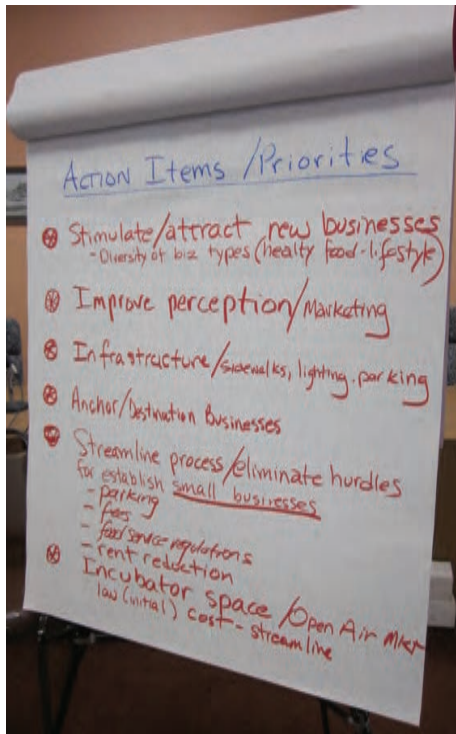 Action Items / Priorities
Stimulate/attract new businesses
- Diversity of biz types (healty food-lifestyle)
Improve perception/Marketing
Infrastructure/sidewalks, lighting, parking
Anchor/Destination Businesses
Streamline process/eliminate hurdles
for establish small businesses
- parking
- fees
- food service regulations
- rent reduction
Incubator space/Open Air Mkt
low (initial) cost - streamline